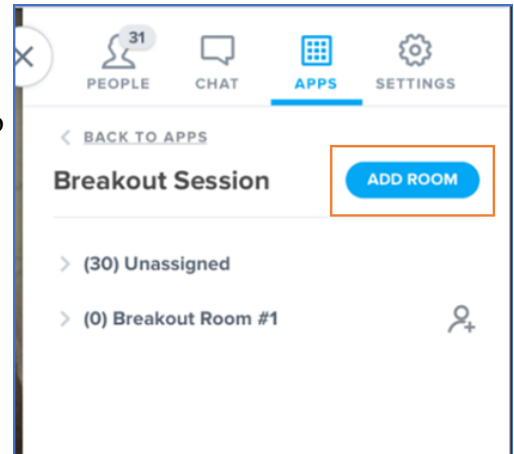 31
PEOPLE CHAT APPS SETTINGS
BACK TO APPS
Breakout Session ADD ROOM
(30) Unassigned
(0) Breakout Room #1